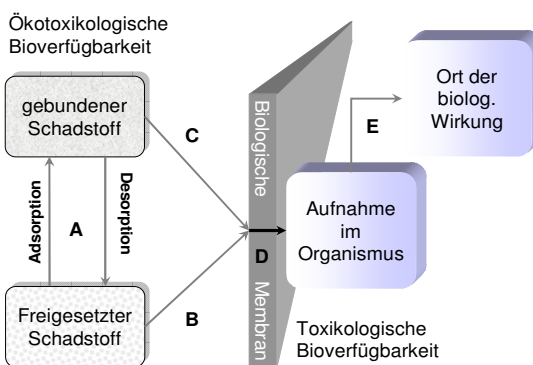 Ökotoxikologische
Bioverfügbarkeit
gebundener
Schadstoff
C
Adsorption
A
Desorption
B
Freigesetzter
Schadstoff
Biologische
Membran
D
Aufnahme
im
Organismus
E
Ort der
biolog.
Wirkung
Toxikologische
Bioverfügbarkeit